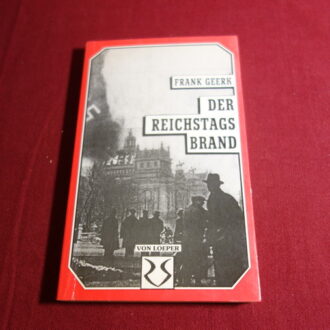 FRANK GEERK
DER
REICHSTAGS
BRAND
VON LOEPER